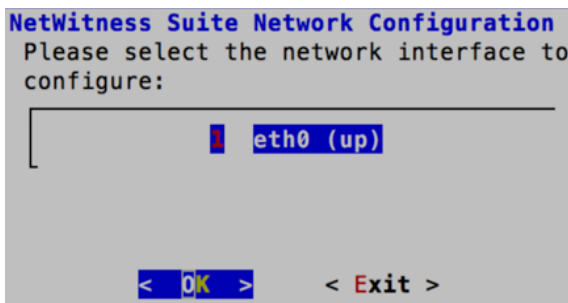 NetWitness Suite Network Configuration
Please select the network interface to
configure:
1 eth0 (up)
< OK > < Exit >